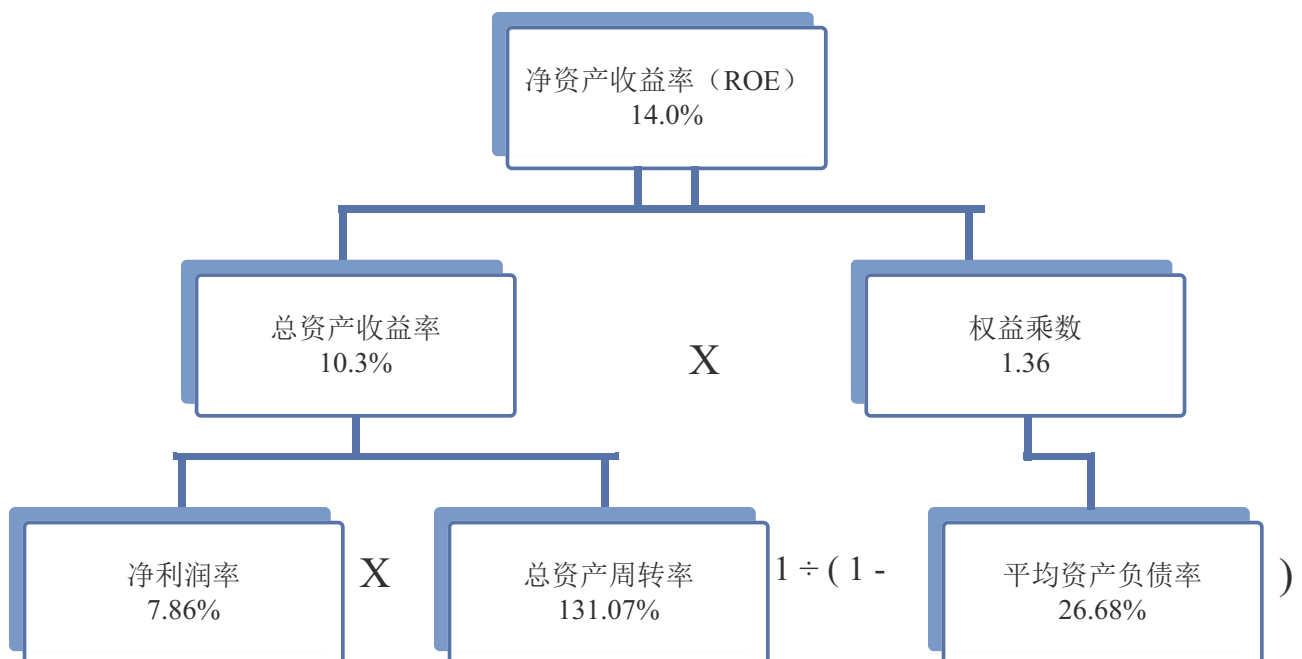 净资产收益率（ROE）
14.0%
总资产收益率
10.3%
X
权益乘数
1.36
净利润率
7.86%
X
总资产周转率
131.07%
1 ÷ ( 1 -
平均资产负债率
26.68%
)